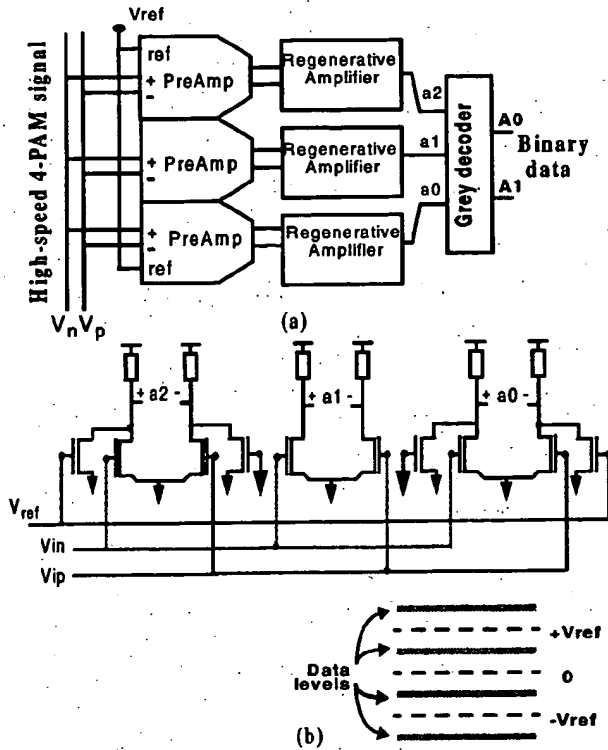 Vref
High-speed 4-PAM signal
ref
+
-
PreAmp
Regenerative
Amplifier
a2
+
-
PreAmp
Regenerative
Amplifier
a1
+
-
PreAmp
ref
Regenerative
Amplifier
a0
Grey decoder
A0
Binary
data
A1
Vn Vp
(a)
+ a2 -
+ a1 -
+ a0 -
Vref
Vin
Vip
Data
levels
+Vref
0
-Vref
(b)